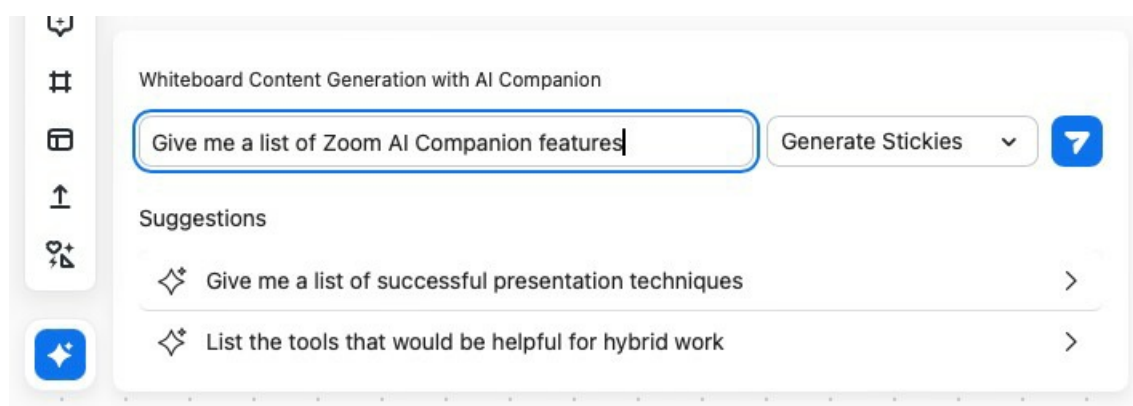 Whiteboard Content Generation with AI Companion
Give me a list of Zoom AI Companion features
Generate Stickies
Suggestions
Give me a list of successful presentation techniques
List the tools that would be helpful for hybrid work